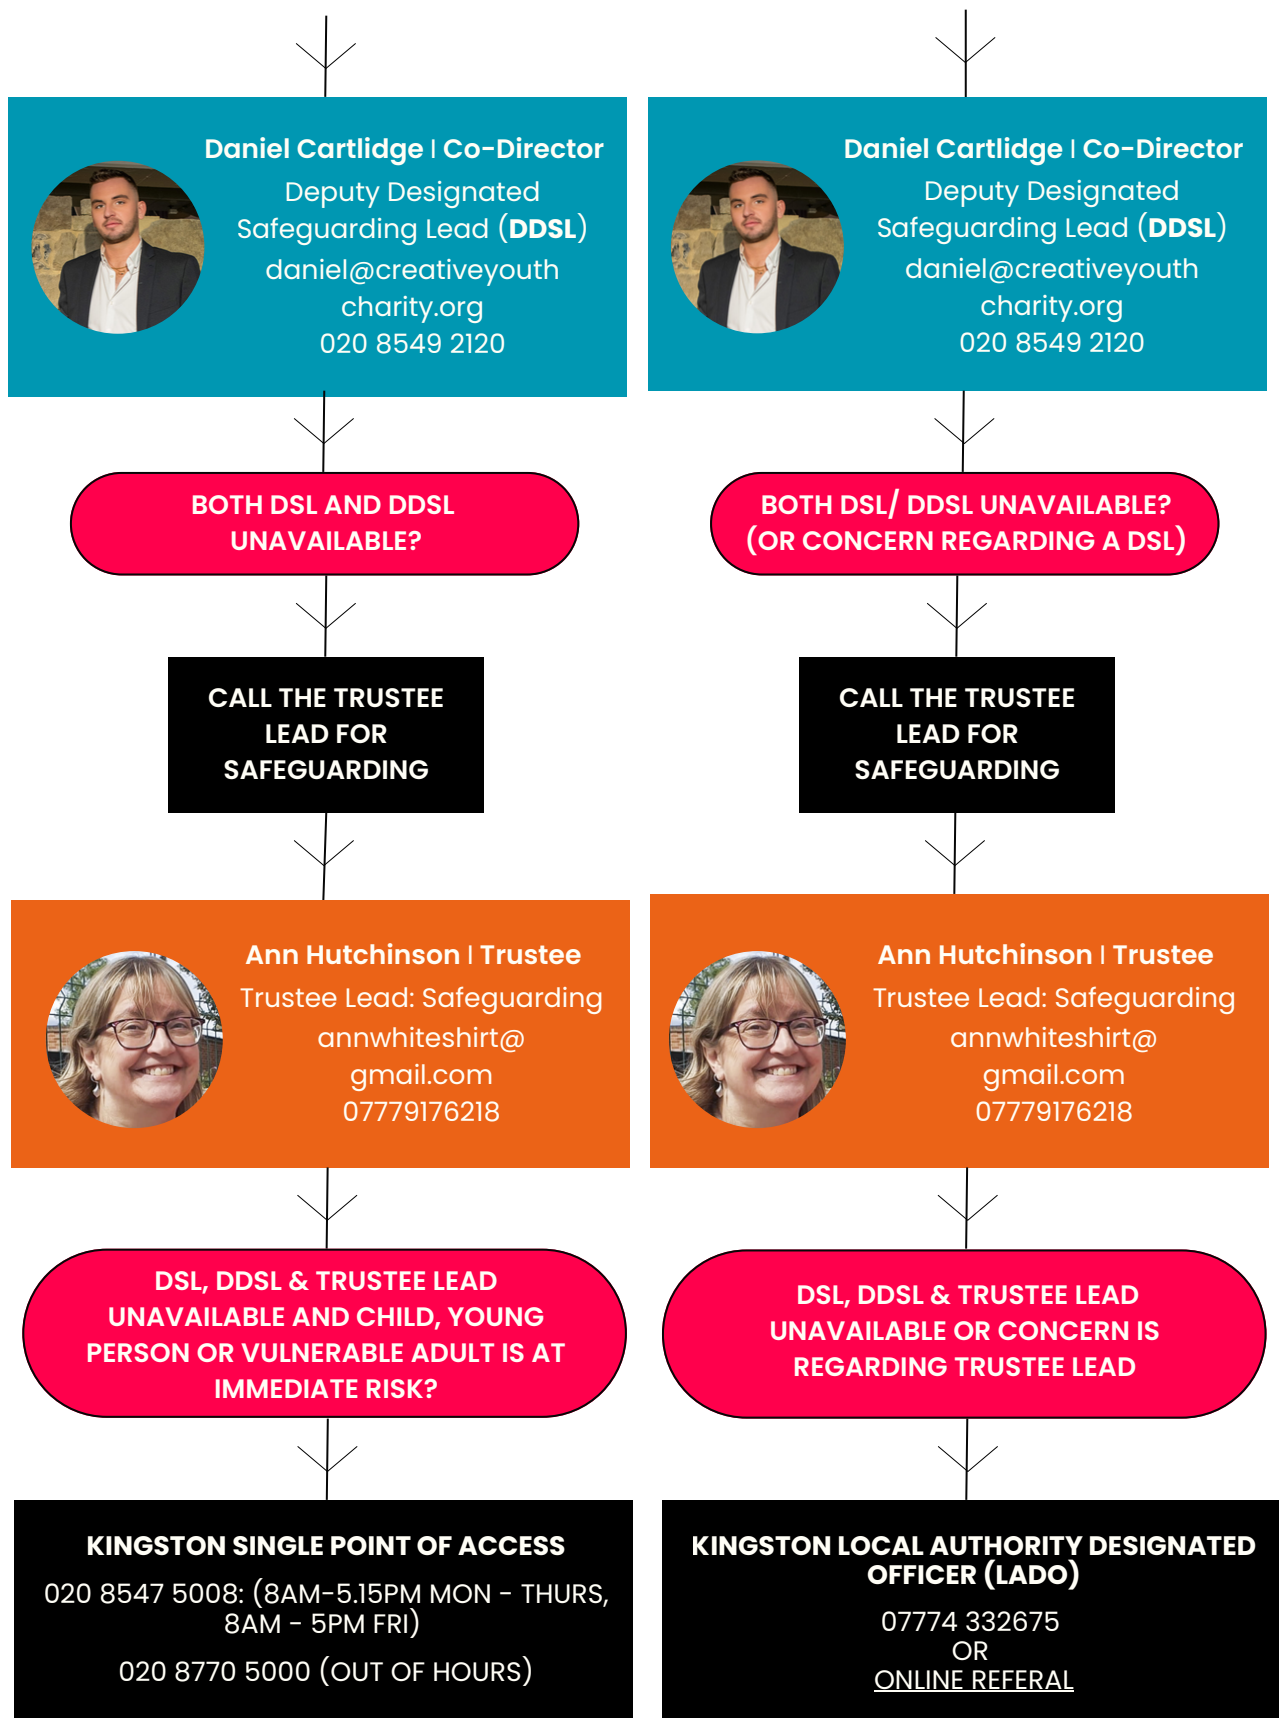 Daniel Cartlidge I Co-Director
Deputy Designated
Safeguarding Lead (DDSL)
daniel@creativeyouth
charity.org
020 8549 2120
BOTH DSL AND DDSL
UNAVAILABLE?
CALL THE TRUSTEE
LEAD FOR
SAFEGUARDING
Ann Hutchinson I Trustee
Trustee Lead: Safeguarding
annwhiteshirt@
gmail.com
07779176218
DSL, DDSL & TRUSTEE LEAD
UNAVAILABLE AND CHILD, YOUNG
PERSON OR VULNERABLE ADULT IS AT
IMMEDIATE RISK?
KINGSTON SINGLE POINT OF ACCESS
020 8547 5008: (8AM-5.15PM MON - THURS,
8AM - 5PM FRI)
020 8770 5000 (OUT OF HOURS)
Daniel Cartlidge I Co-Director
Deputy Designated
Safeguarding Lead (DDSL)
daniel@creativeyouth
charity.org
020 8549 2120
BOTH DSL/ DDSL UNAVAILABLE?
(OR CONCERN REGARDING A DSL)
CALL THE TRUSTEE
LEAD FOR
SAFEGUARDING
Ann Hutchinson I Trustee
Trustee Lead: Safeguarding
annwhiteshirt@
gmail.com
07779176218
DSL, DDSL & TRUSTEE LEAD
UNAVAILABLE OR CONCERN IS
REGARDING TRUSTEE LEAD
KINGSTON LOCAL AUTHORITY DESIGNATED
OFFICER (LADO)
07774 332675
OR
ONLINE REFERAL